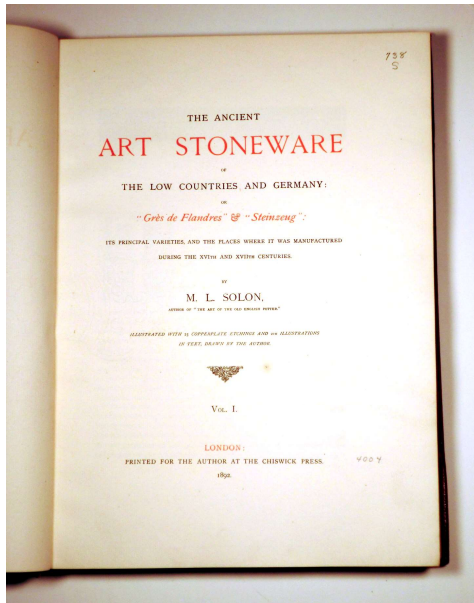 738
S
THE ANCIENT
ART STONEWARE
OF
THE LOW COUNTRIES AND GERMANY:
OR
"Grès de Flandres" & "Steinzeug":
ITS PRINCIPAL VARIETIES, AND THE PLACES WHERE IT WAS MANUFACTURED
DURING THE XVITH AND XVIITH CENTURIES.
BY
M. L. SOLON,
AUTHOR OF "THE ART OF THE OLD ENGLISH POTTER."
ILLUSTRATED WITH 25 COPPERPLATE ETCHINGS AND 210 ILLUSTRATIONS
IN TEXT, DRAWN BY THE AUTHOR.
VOL. I.
LONDON:
PRINTED FOR THE AUTHOR AT THE CHISWICK PRESS.
4004
1892.